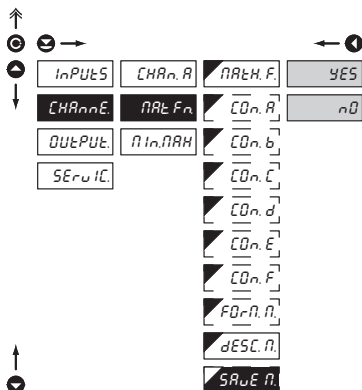 InPUtS CHAn. A MAtH. F. YES
CHAnnE. MAt Fn COn. A nO
OUtPUt. MIn.MAH COn. b
SErvIC. COn. C
COn. d
COn. E
COn. F
FOrM. M.
dESC. M.
SAvE M.